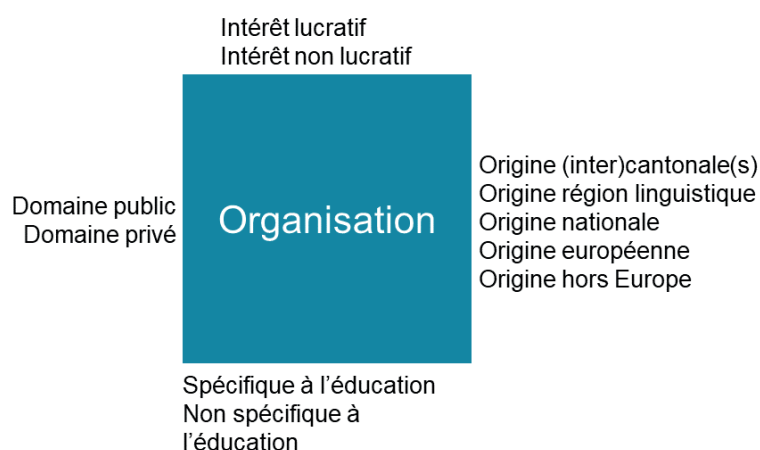 Intérêt lucratif
Intérêt non lucratif
Domaine public
Domaine privé
Organisation
Origine (inter)cantonale(s)
Origine région linguistique
Origine nationale
Origine européenne
Origine hors Europe
Spécifique à l’éducation
Non spécifique à
l’éducation